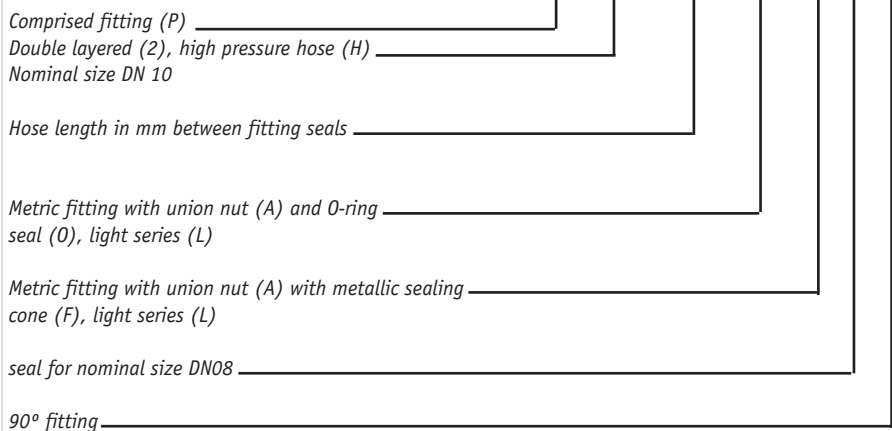 Comprised fitting (P)
Double layered (2), high pressure hose (H)
Nominal size DN 10
Hose length in mm between fitting seals
Metric fitting with union nut (A) and O-ring
seal (O), light series (L)
Metric fitting with union nut (A) with metallic sealing
cone (F), light series (L)
seal for nominal size DN08
90° fitting